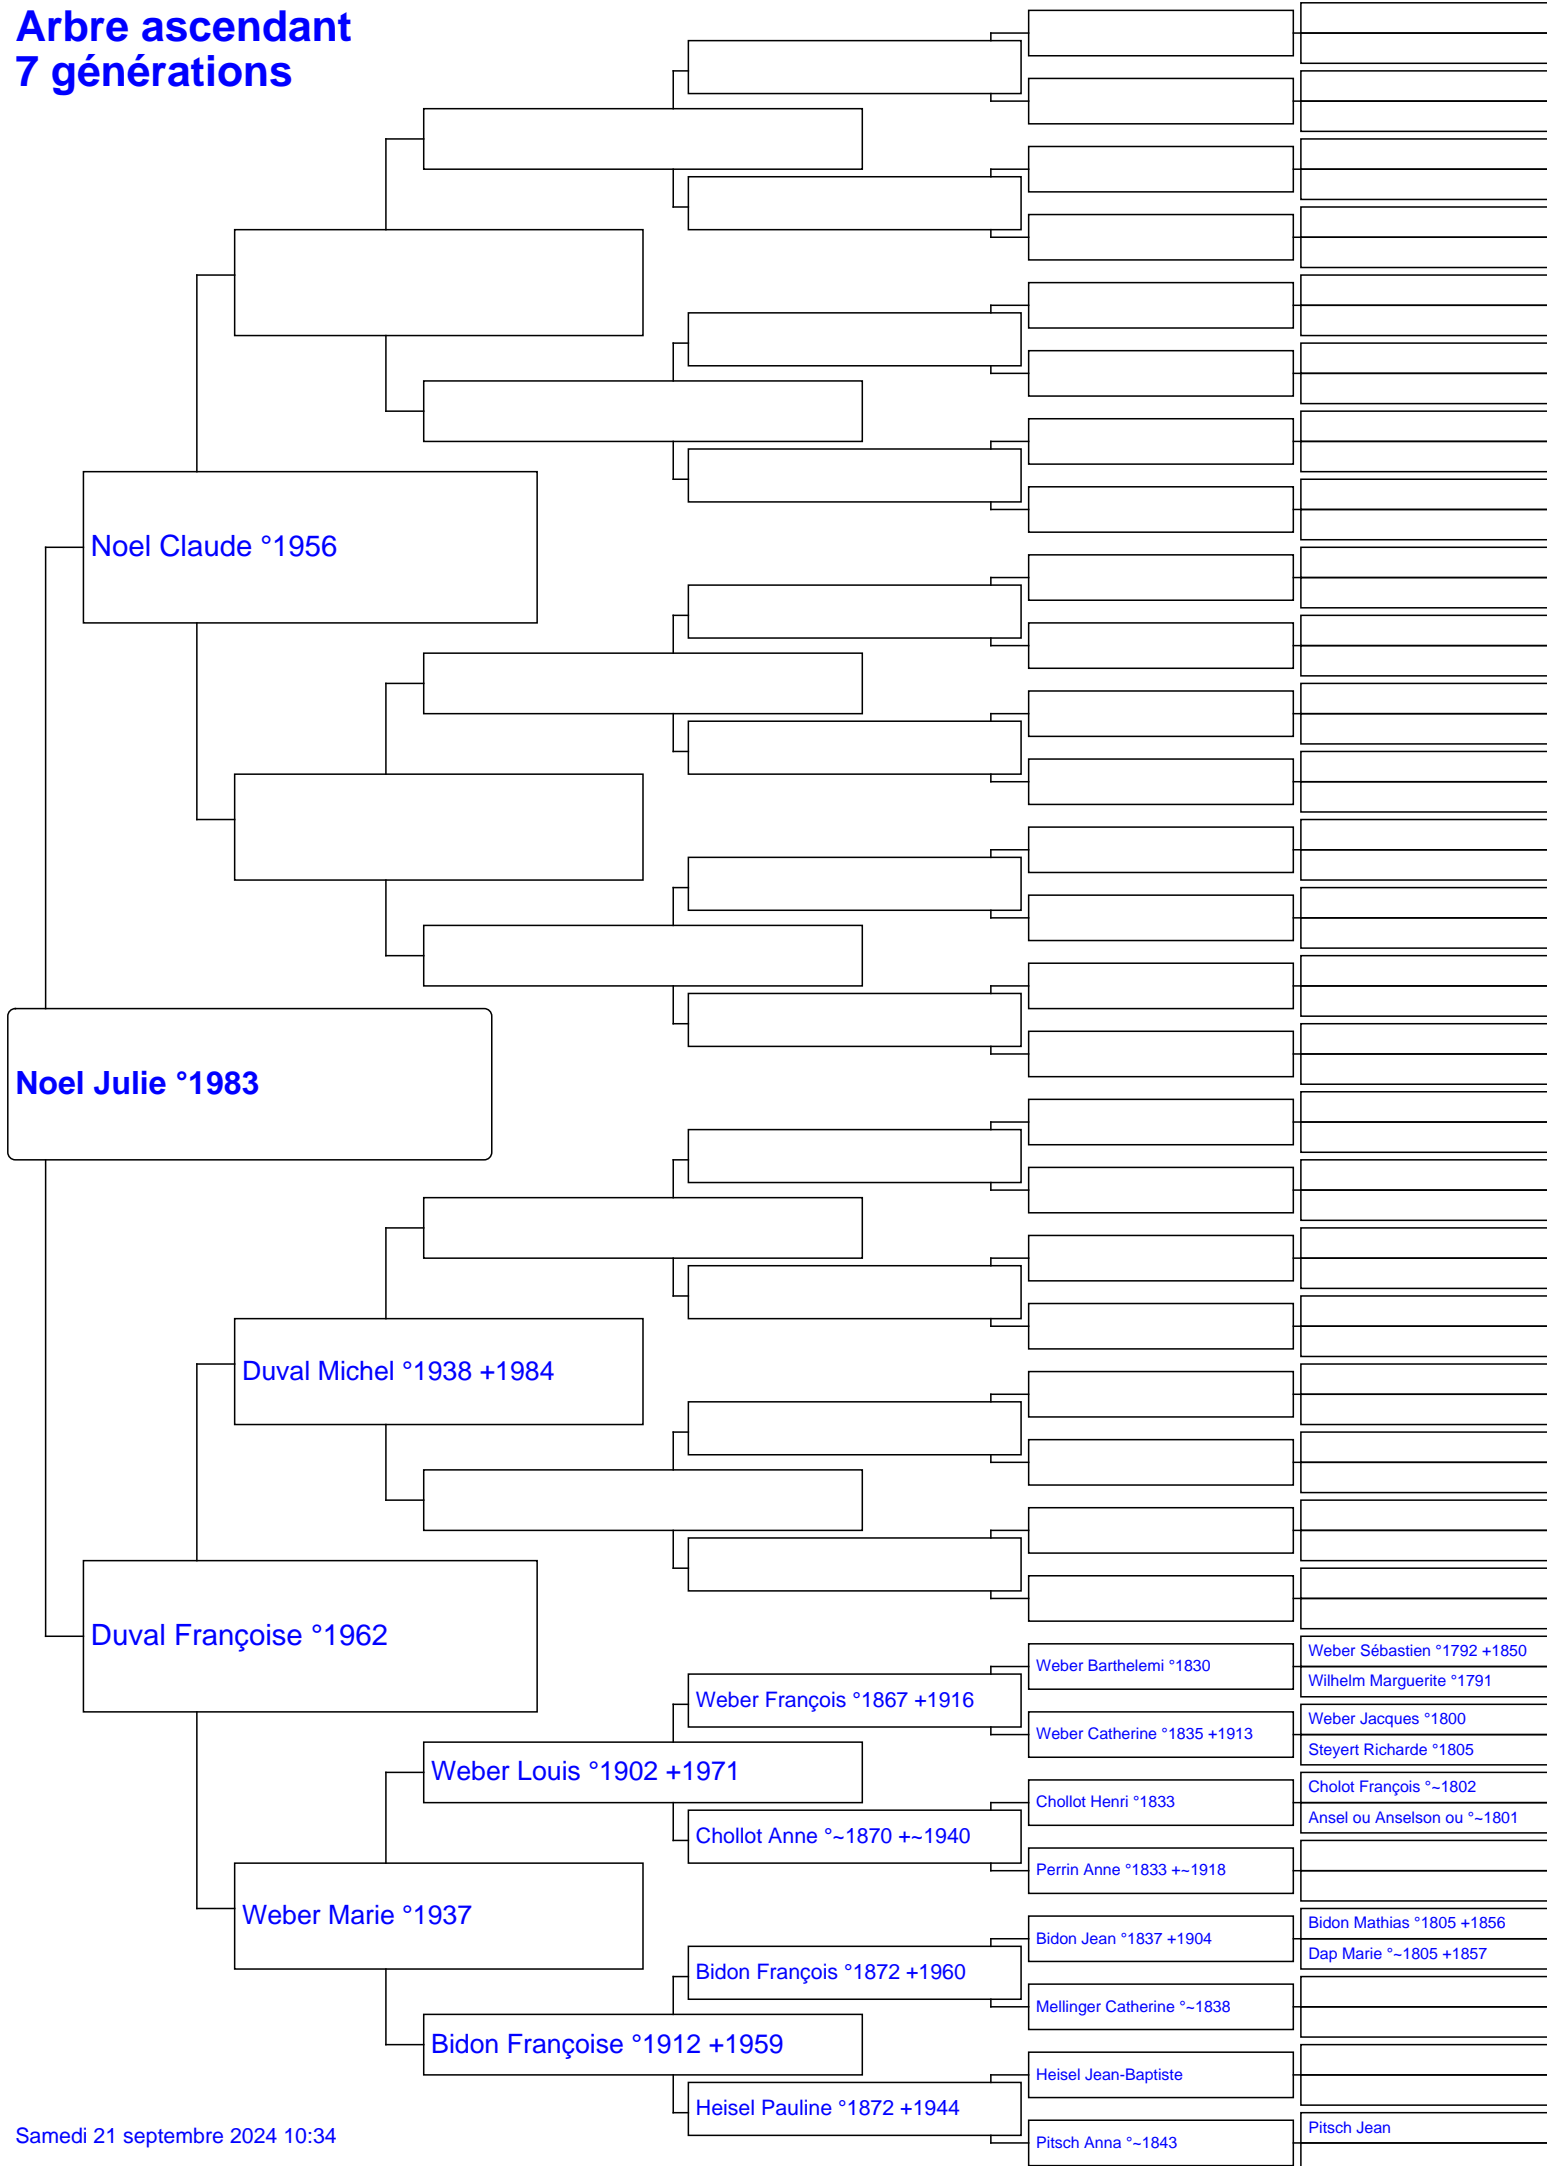 Arbre ascendant
7 générations
Noel Claude °1956
Noel Julie °1983
Duval Michel °1938 +1984
Duval Françoise °1962
Weber Sébastien °1792 +1850
Weber Barthelemi °1830
Wilhelm Marguerite °1791
Weber François °1867 +1916
Weber Jacques °1800
Weber Catherine °1835 +1913
Steyert Richarde °1805
Weber Louis °1902 +1971
Cholot François °~1802
Chollot Henri °1833
Ansel ou Anselson ou °~1801
Chollot Anne °~1870 +~1940
Perrin Anne °1833 +~1918
Weber Marie °1937
Bidon Mathias °1805 +1856
Bidon Jean °1837 +1904
Dap Marie °~1805 +1857
Bidon François °1872 +1960
Mellinger Catherine °~1838
Bidon Françoise °1912 +1959
Heisel Jean-Baptiste
Heisel Pauline °1872 +1944
Pitsch Jean
Pitsch Anna °~1843
Samedi 21 septembre 2024 10:34